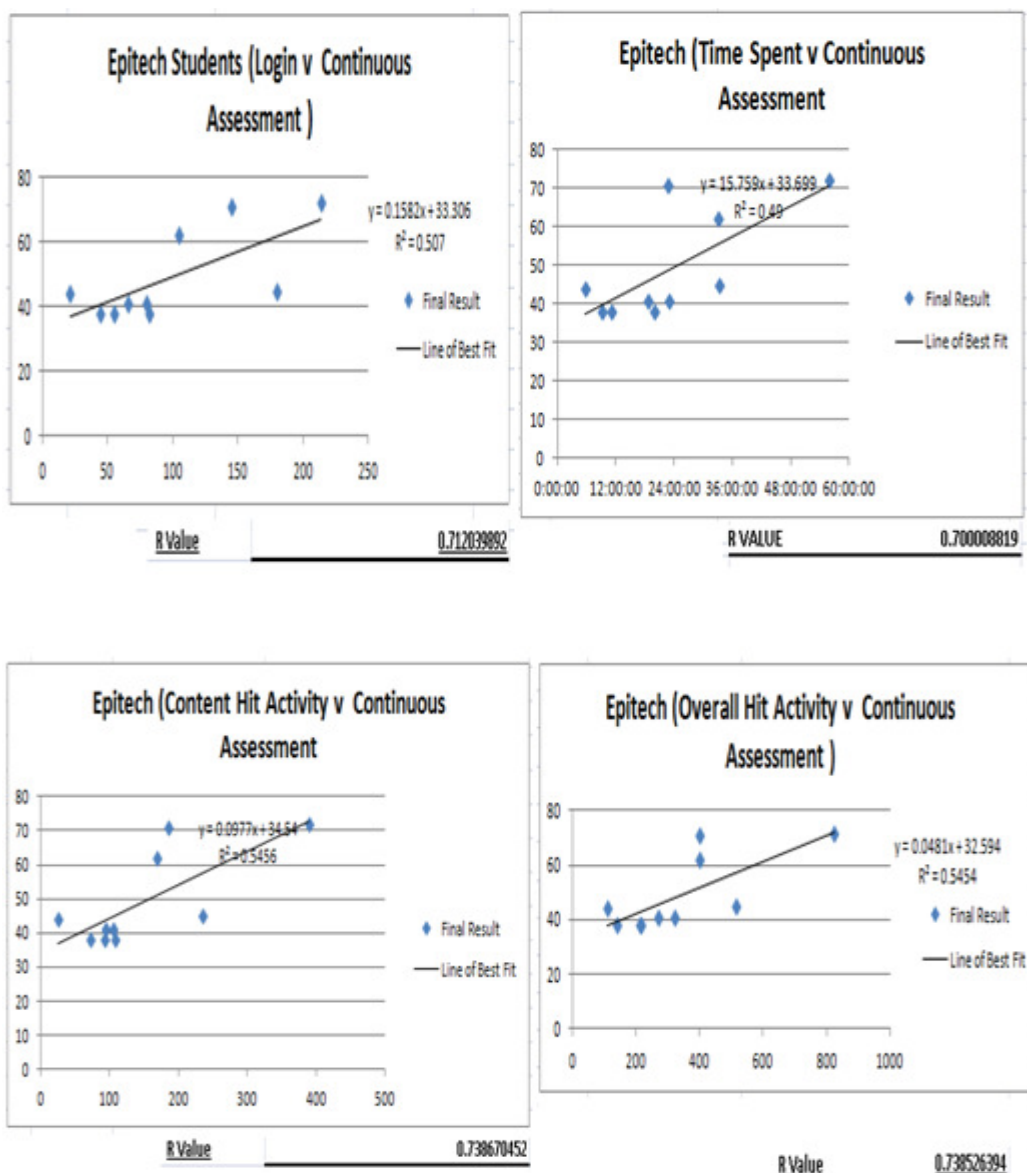 Epitech Students (Login v Continuous
Assessment )
80
60
40
20
0
0 50 100 150 200 250
y = 0.1582x + 33.306
R² = 0.507
Final Result
Line of Best Fit
R Value 0.712039892
Epitech (Time Spent v Continuous
Assessment
80
70
60
50
40
30
20
10
0
0:00:00 12:00:00 24:00:00 36:00:00 48:00:00 60:00:00
y = 15.759x + 33.699
R² = 0.49
Final Result
Line of Best Fit
R VALUE 0.700008819
Epitech (Content Hit Activity v Continuous
Assessment
80
70
60
50
40
30
20
10
0
0 100 200 300 400 500
y = 0.0977x + 34.54
R² = 0.5456
Final Result
Line of Best Fit
R Value 0.738670452
Epitech (Overall Hit Activity v Continuous
Assessment )
80
60
40
20
0
0 200 400 600 800 1000
y = 0.0481x + 32.594
R² = 0.5454
Final Result
Line of Best Fit
R Value 0.738526394